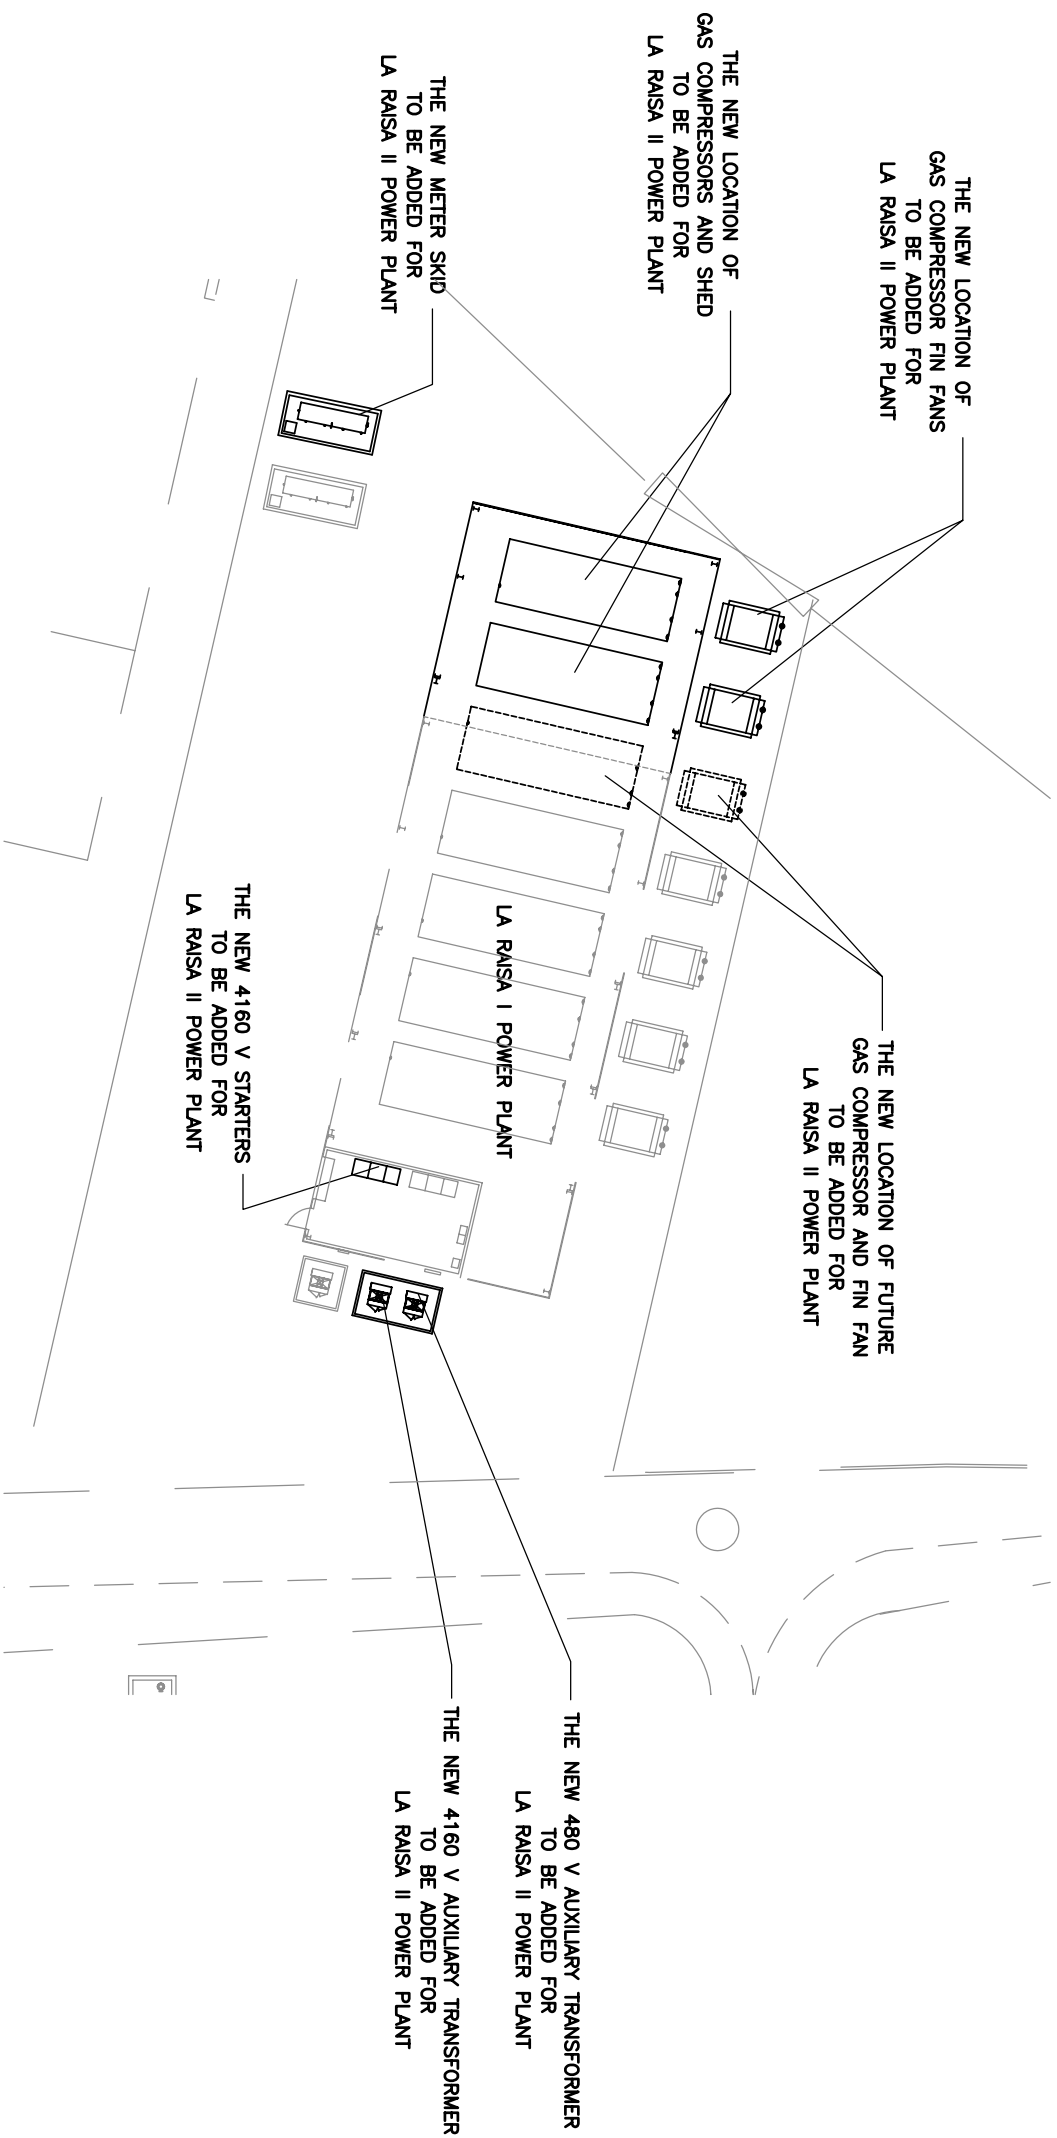 THE NEW LOCATION OF
GAS COMPRESSOR FIN FANS
TO BE ADDED FOR
LA RAISA II POWER PLANT
THE NEW LOCATION OF
GAS COMPRESSORS AND SHED
TO BE ADDED FOR
LA RAISA II POWER PLANT
THE NEW METER SKID
TO BE ADDED FOR
LA RAISA II POWER PLANT
THE NEW LOCATION OF FUTURE
GAS COMPRESSOR AND FIN FAN
TO BE ADDED FOR
LA RAISA II POWER PLANT
LA RAISA I POWER PLANT
THE NEW 4160 V STARTERS
TO BE ADDED FOR
LA RAISA II POWER PLANT
THE NEW 480 V AUXILIARY TRANSFORMER
TO BE ADDED FOR
LA RAISA II POWER PLANT
THE NEW 4160 V AUXILIARY TRANSFORMER
TO BE ADDED FOR
LA RAISA II POWER PLANT